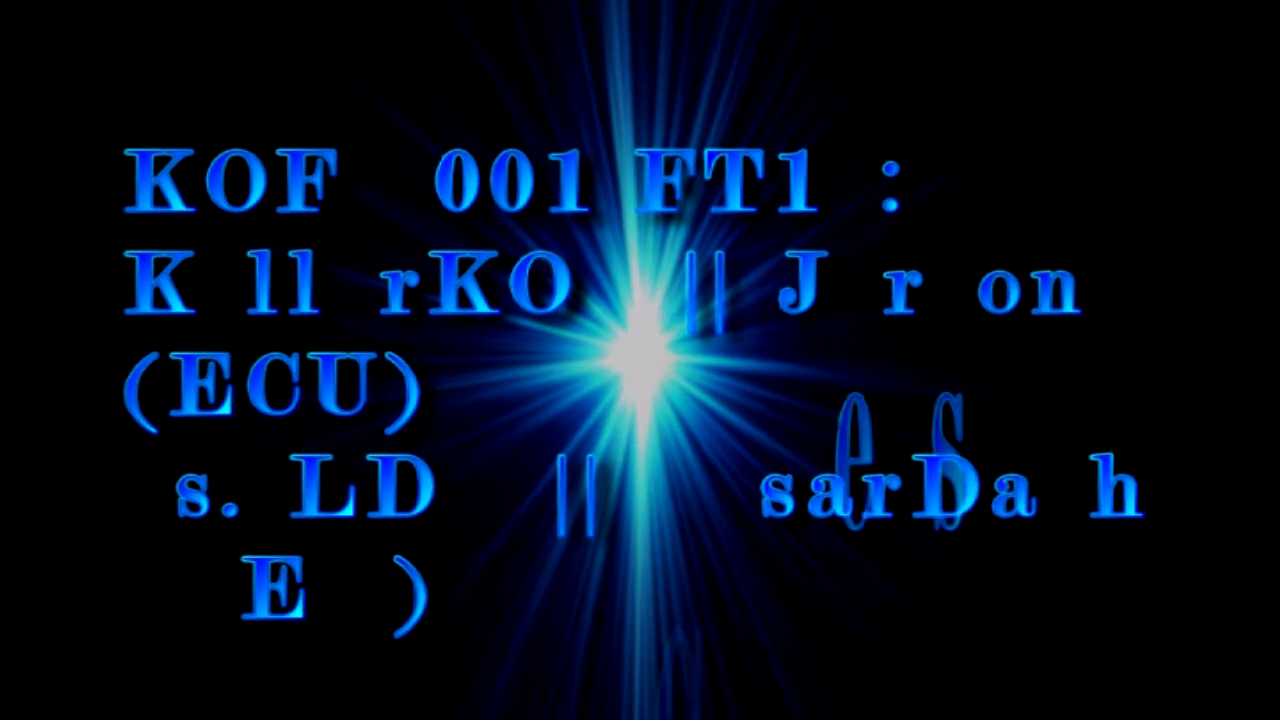 KOF 001 FT1 :
K ll rKO || J r on
(ECU)
s. LD || sarDa h
E )